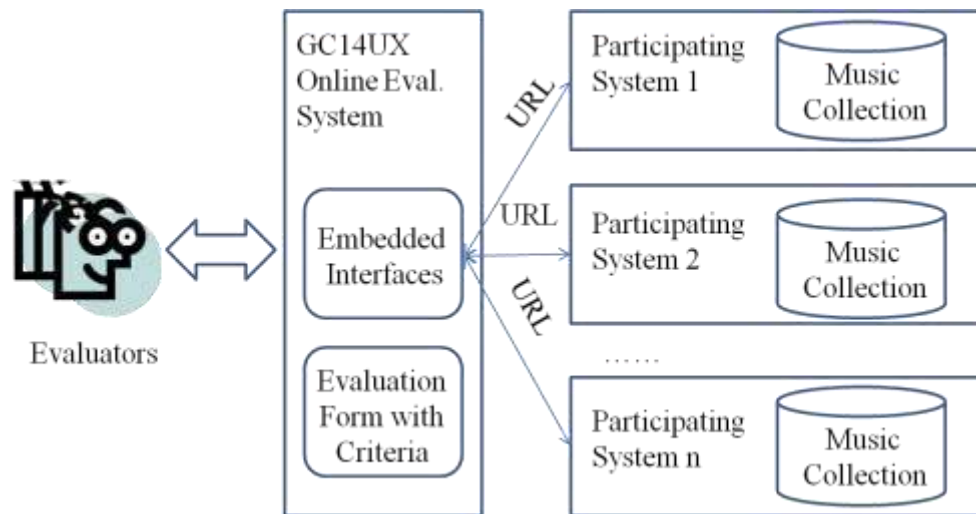 GC14UX
Online Eval.
System
Embedded
Interfaces
Evaluation
Form with
Criteria
Evaluators
URL
URL
URL
Participating
System 1
Music
Collection
Participating
System 2
Music
Collection
......
Participating
System n
Music
Collection